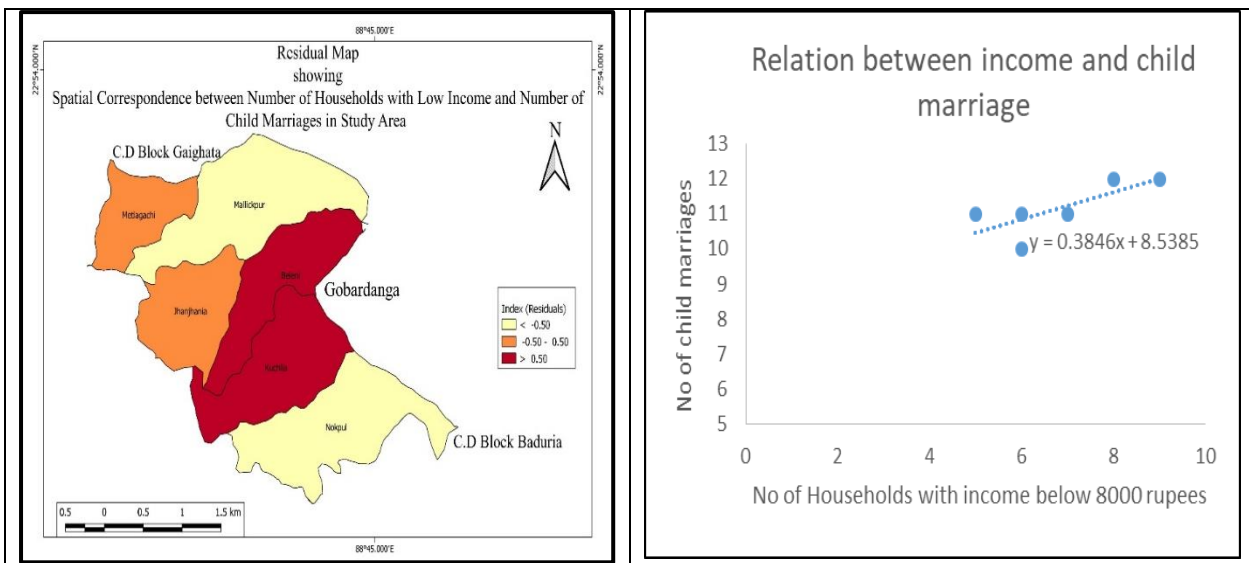 88°45.000'E
22°54.000'N
22°54.000'N
Residual Map
showing
Spatial Correspondence between Number of Households with Low Income and Number of
Child Marriages in Study Area
N
C.D Block Gaighata
Mallickpur
Jhanjhania
Gobardanga
Nokpul
C.D Block Baduria
Index (Residuals)
< -0.50
-0.50 - 0.50
> 0.50
0.5 0 0.5 1 1.5 km
88°45.000'E
Relation between income and child
marriage
No of child marriages
13
12
11
10
9
8
7
6
5
y = 0.3846x + 8.5385
0 2 4 6 8 10
No of Households with income below 8000 rupees